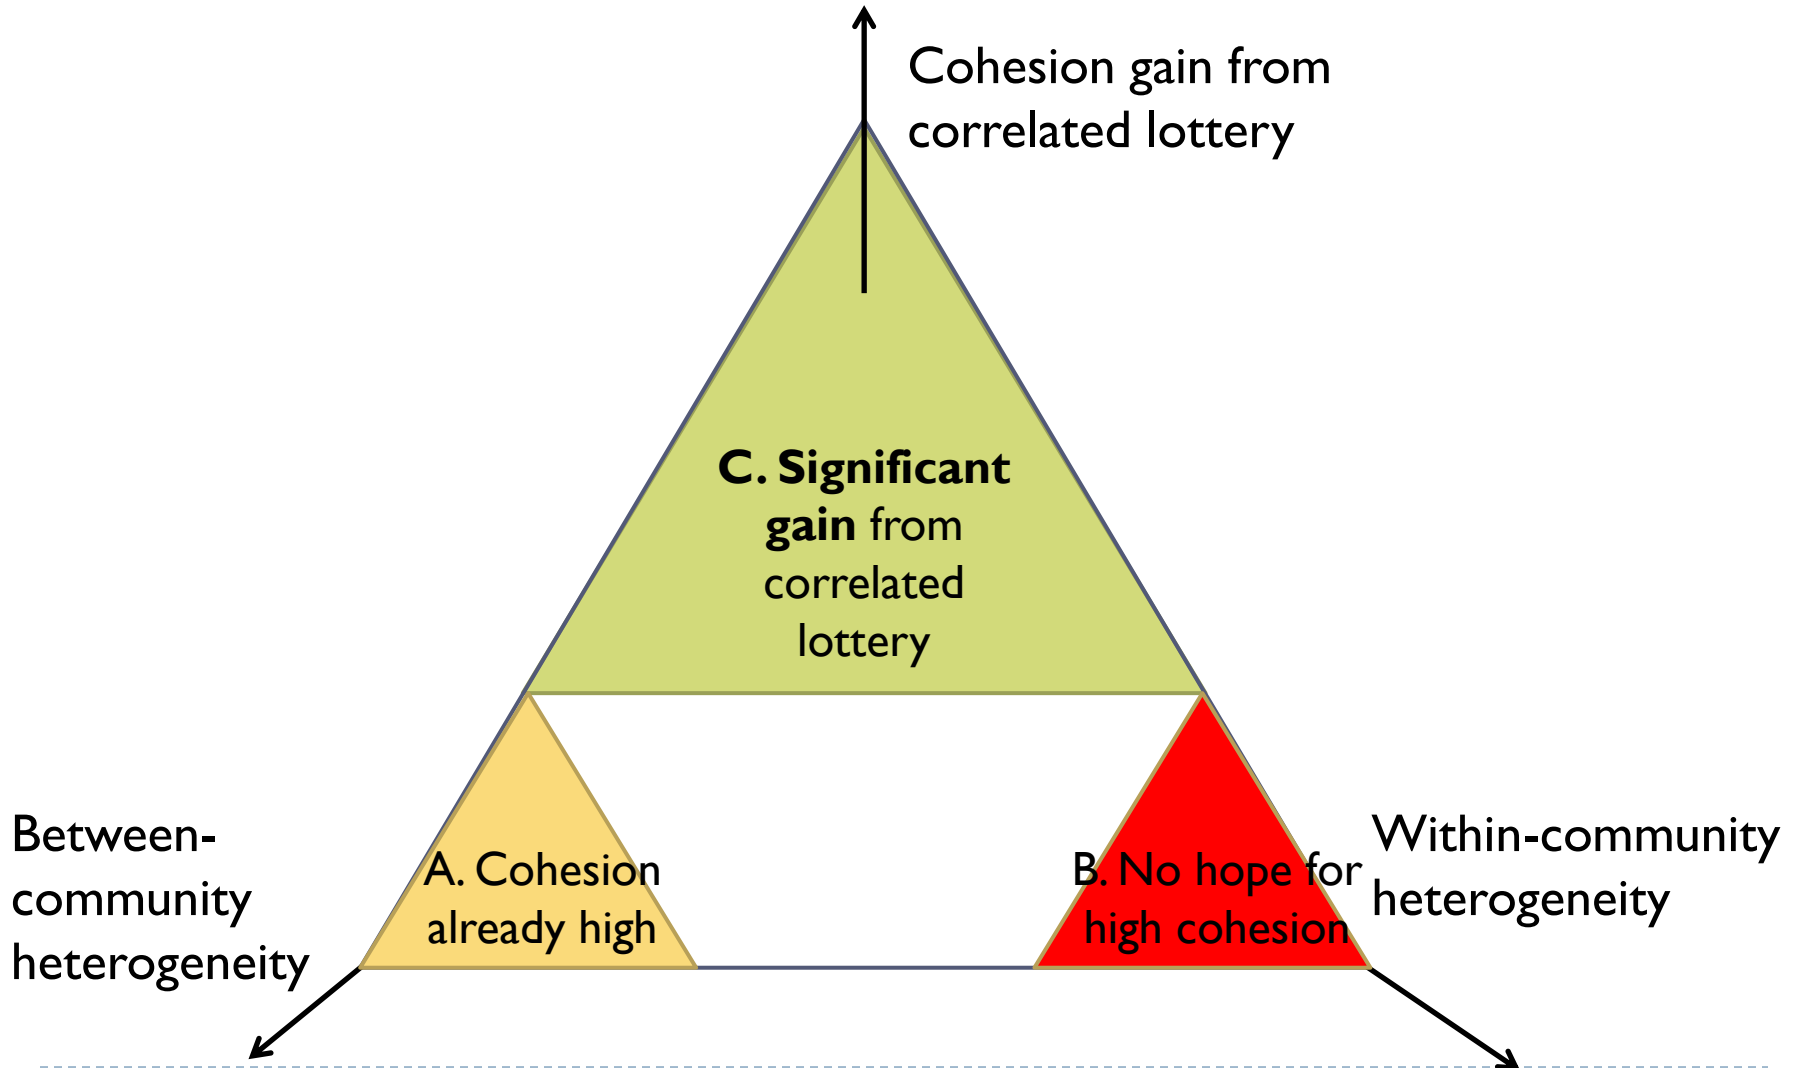 Cohesion gain from
correlated lottery
C. Significant
gain from
correlated
lottery
Between-
community
heterogeneity
A. Cohesion
already high
B. No hope for
high cohesion
Within-community
heterogeneity